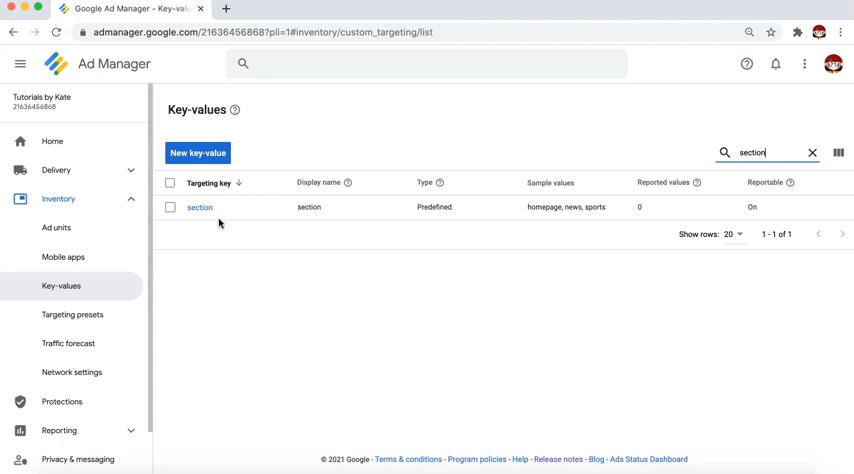 Google Ad Manager - Key-valu
admanager.google.com/21636456868?pli=1#inventory/custom_targeting/list
Ad Manager
Tutorials by Kate
21636456868
Home
Delivery
Inventory
Ad units
Mobile apps
Key-values
Targeting presets
Traffic forecast
Network settings
Protections
Reporting
Privacy & messaging
Key-values
New key-value
section
Targeting key Display name Type Sample values Reported values Reportable
section section Predefined homepage, news, sports 0 On
Show rows: 20 1 - 1 of 1
© 2021 Google - Terms & conditions - Program policies - Help - Release notes - Blog - Ads Status Dashboard